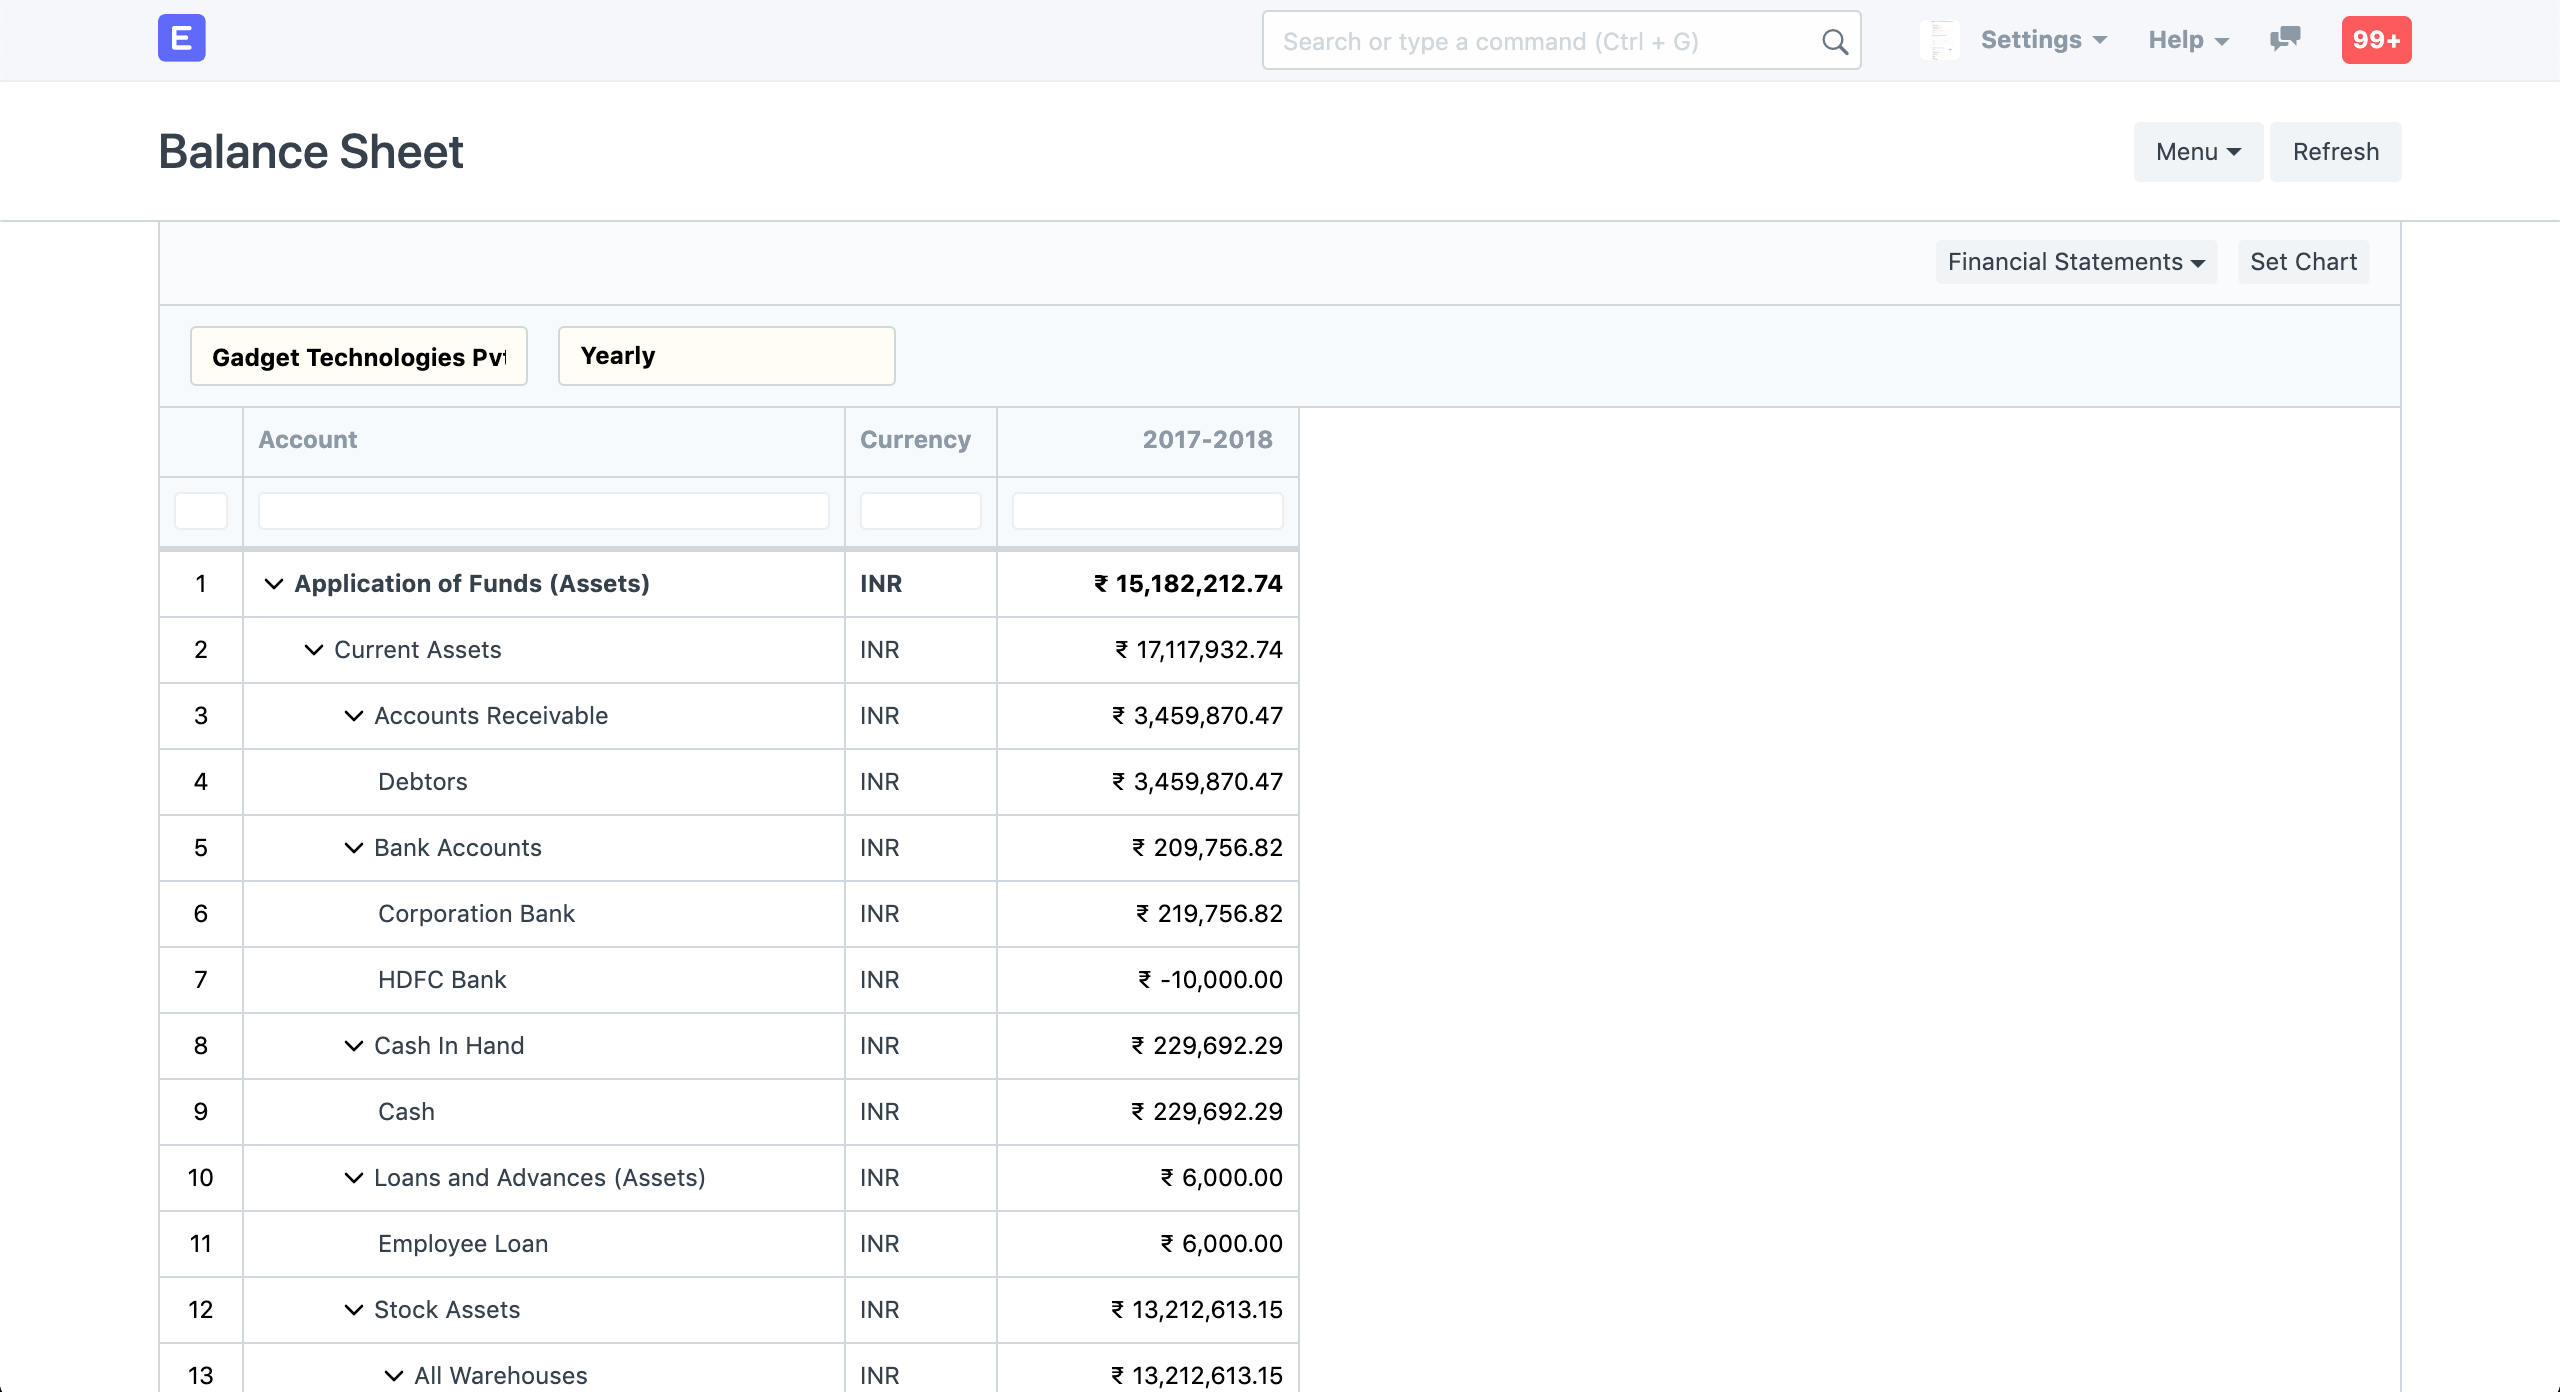 E
Search or type a command (Ctrl + G)
Settings
Help
99+
Balance Sheet
Menu
Refresh
Financial Statements
Set Chart
Gadget Technologies Pvt
Yearly
Account Currency 2017-2018
1 Application of Funds (Assets) INR ₹ 15,182,212.74
2 Current Assets INR ₹ 17,117,932.74
3 Accounts Receivable INR ₹ 3,459,870.47
4 Debtors INR ₹ 3,459,870.47
5 Bank Accounts INR ₹ 209,756.82
6 Corporation Bank INR ₹ 219,756.82
7 HDFC Bank INR ₹ -10,000.00
8 Cash In Hand INR ₹ 229,692.29
9 Cash INR ₹ 229,692.29
10 Loans and Advances (Assets) INR ₹ 6,000.00
11 Employee Loan INR ₹ 6,000.00
12 Stock Assets INR ₹ 13,212,613.15
13 All Warehouses INR ₹ 13,212,613.15